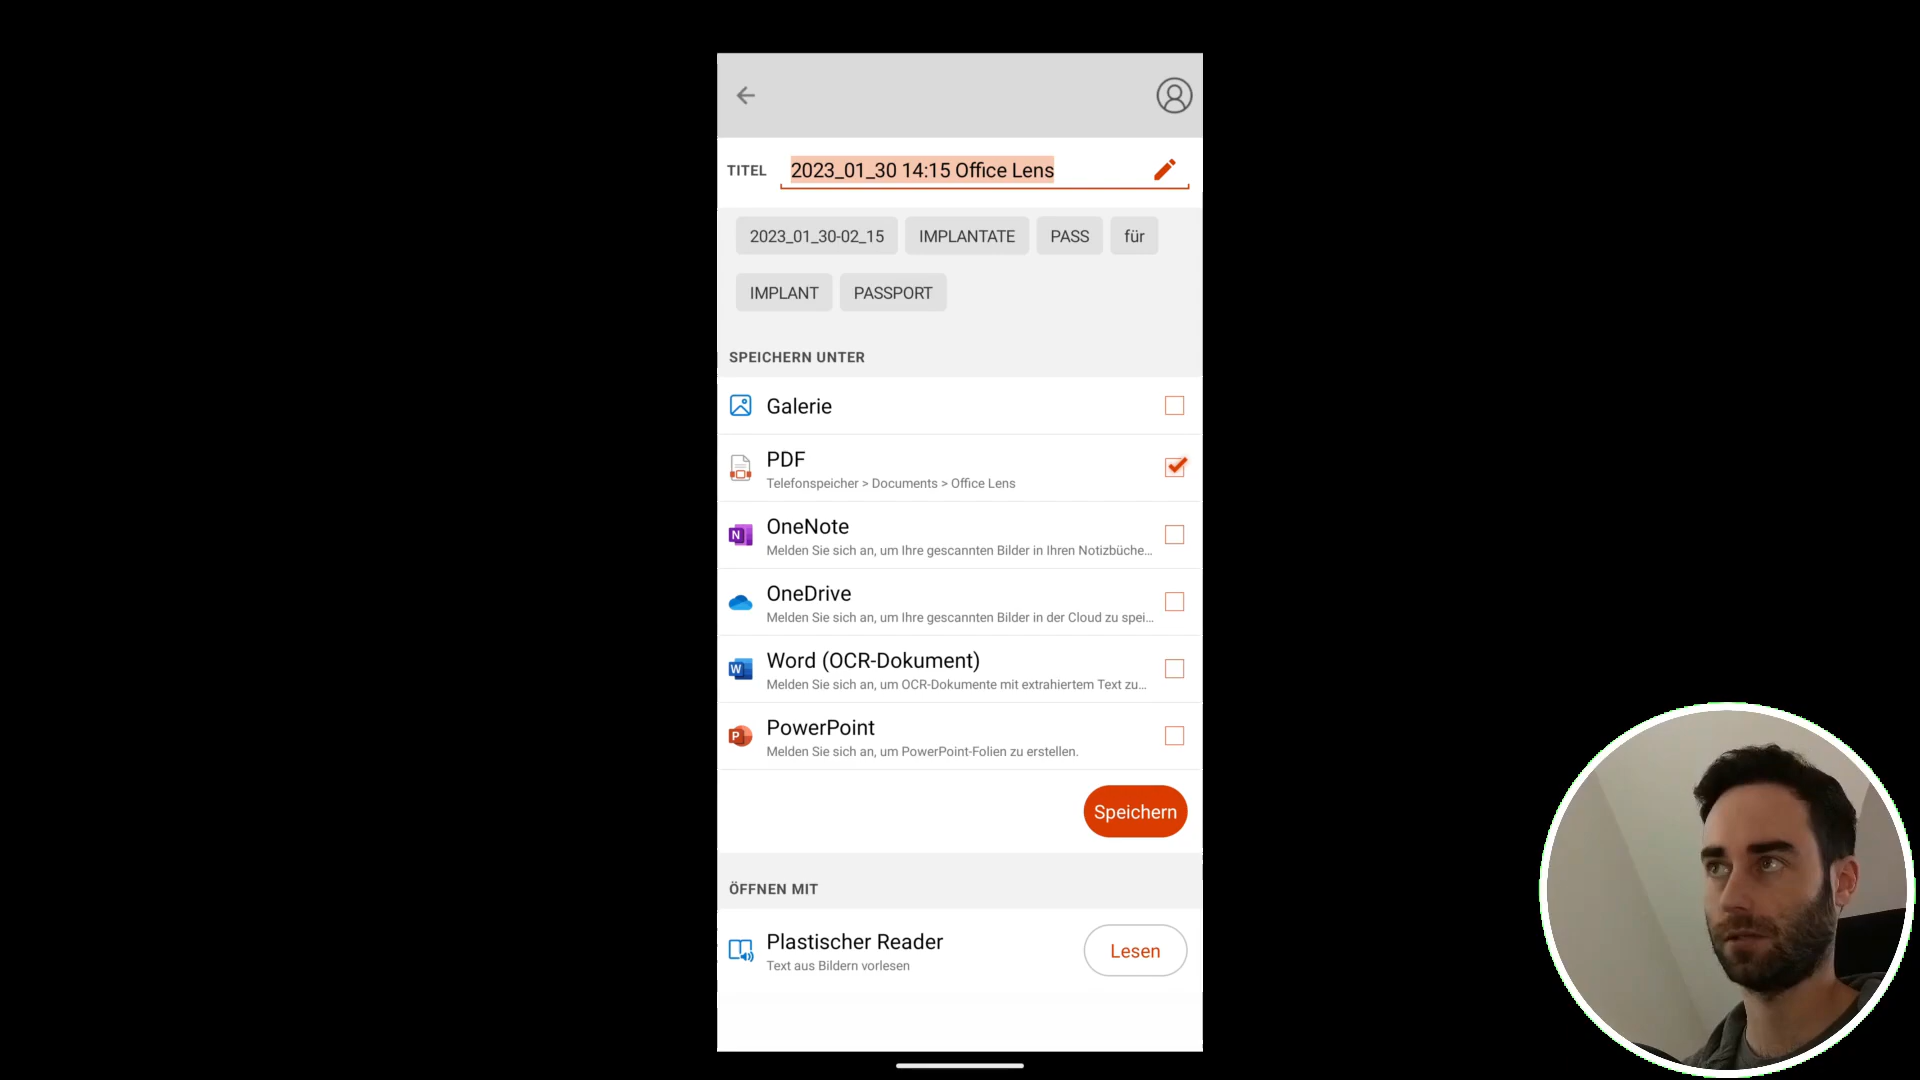 TITEL 2023_01_30 14:15 Office Lens
2023_01_30-02_15 IMPLANTATE PASS für
IMPLANT PASSPORT
SPEICHERN UNTER
Galerie
PDF
Telefonspeicher > Documents > Office Lens
N OneNote
Melden Sie sich an, um Ihre gescannten Bilder in Ihren Notizbüche...
OneDrive
Melden Sie sich an, um Ihre gescannten Bilder in der Cloud zu spei...
W Word (OCR-Dokument)
Melden Sie sich an, um OCR-Dokumente mit extrahiertem Text zu...
P PowerPoint
Melden Sie sich an, um PowerPoint-Folien zu erstellen.
Speichern
ÖFFNEN MIT
Plastischer Reader
Text aus Bildern vorlesen
Lesen